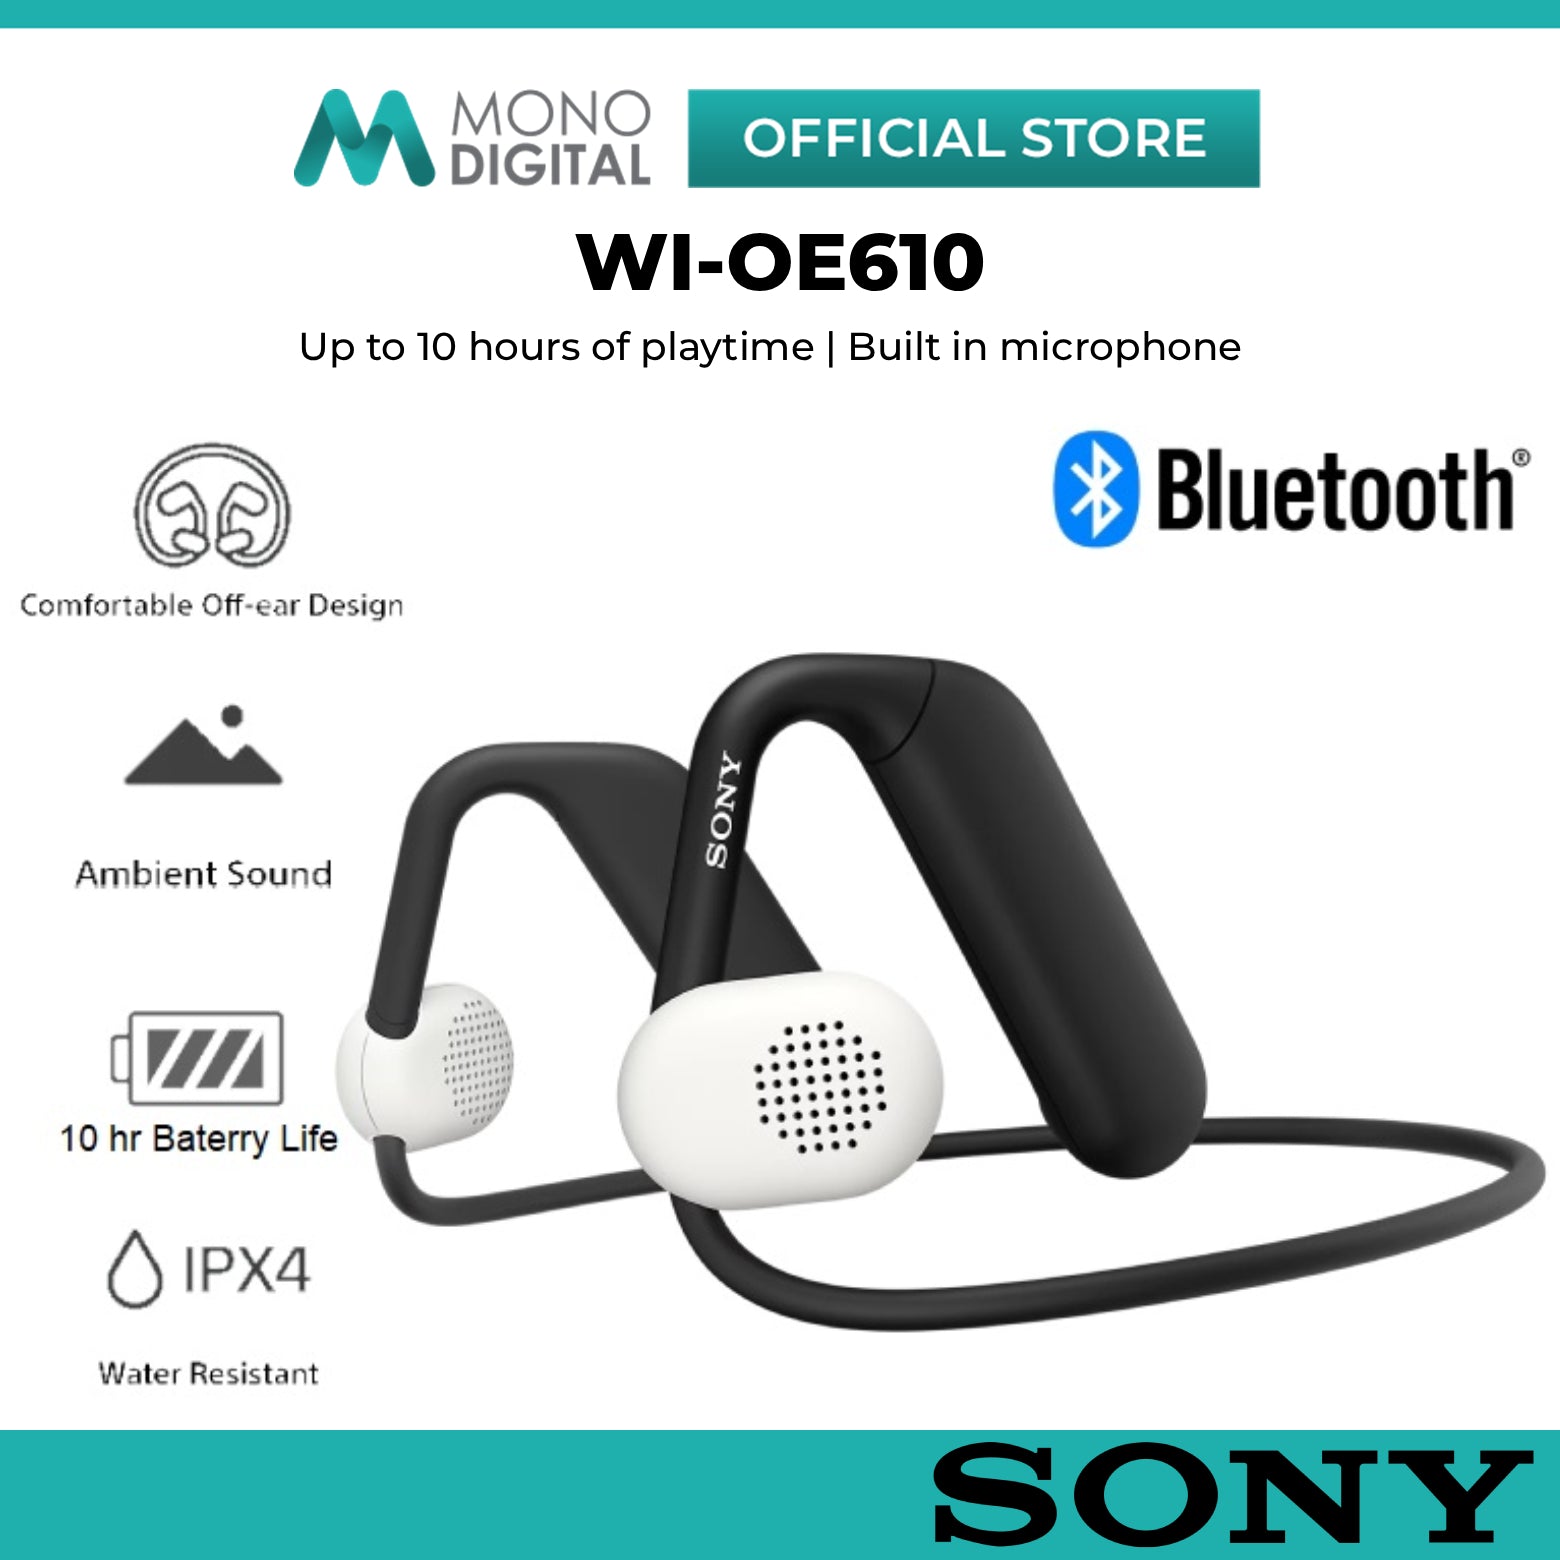 MONO
DIGITAL
OFFICIAL STORE
WI-OE610
Up to 10 hours of playtime | Built in microphone
Bluetooth®
Comfortable Off-ear Design
SONY
Ambient Sound
10 hr Baterry Life
IPX4
Water Resistant
SONY